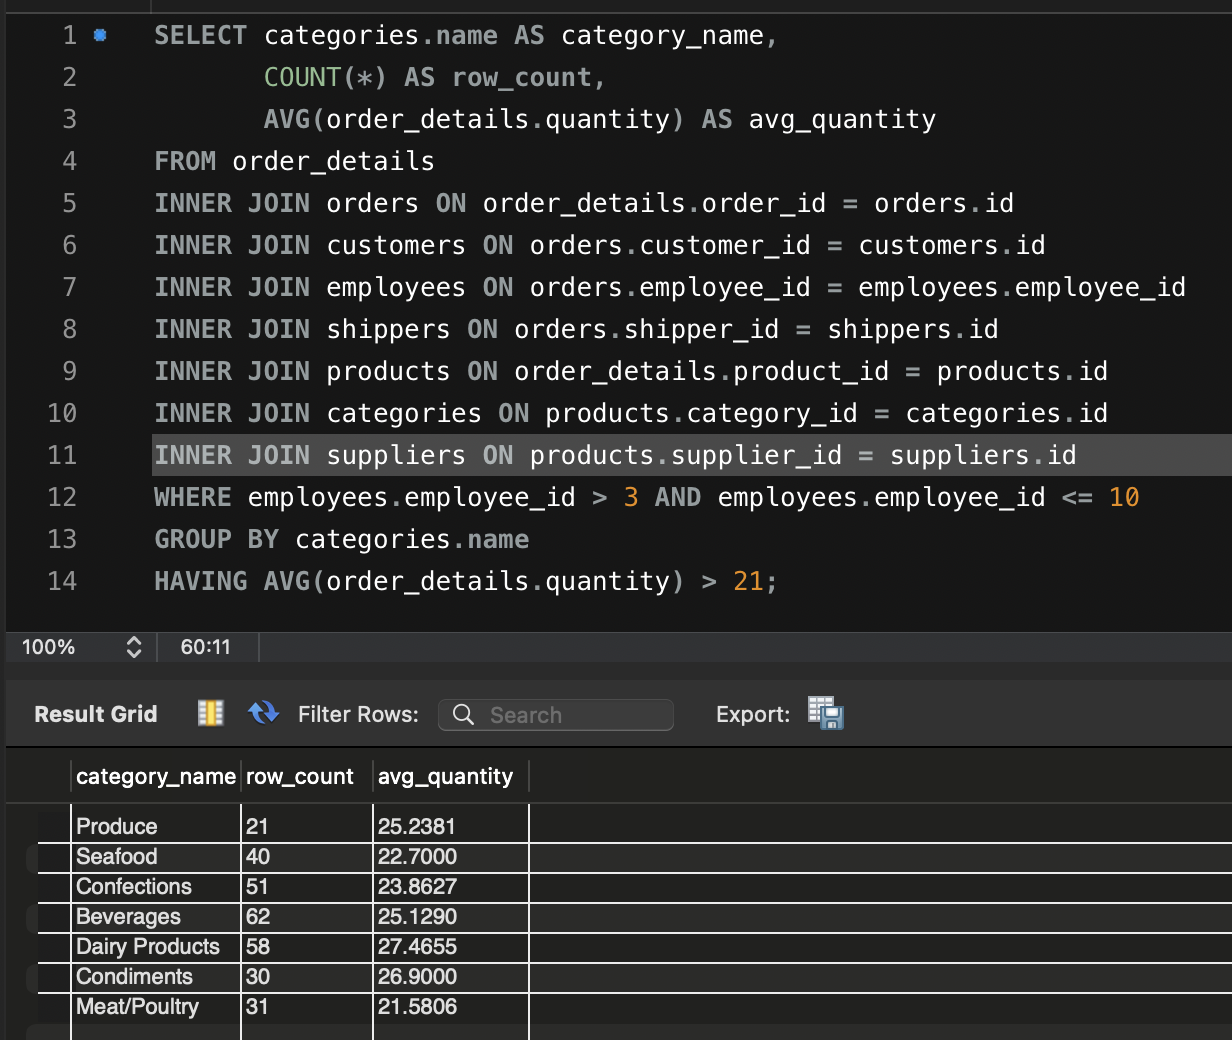 1 SELECT categories.name AS category_name,
2 COUNT(*) AS row_count,
3 AVG(order_details.quantity) AS avg_quantity
4 FROM order_details
5 INNER JOIN orders ON order_details.order_id = orders.id
6 INNER JOIN customers ON orders.customer_id = customers.id
7 INNER JOIN employees ON orders.employee_id = employees.employee_id
8 INNER JOIN shippers ON orders.shipper_id = shippers.id
9 INNER JOIN products ON order_details.product_id = products.id
10 INNER JOIN categories ON products.category_id = categories.id
11 INNER JOIN suppliers ON products.supplier_id = suppliers.id
12 WHERE employees.employee_id > 3 AND employees.employee_id <= 10
13 GROUP BY categories.name
14 HAVING AVG(order_details.quantity) > 21;
100% 60:11
Result Grid Filter Rows: Search Export:
category_name row_count avg_quantity
Produce 21 25.2381
Seafood 40 22.7000
Confections 51 23.8627
Beverages 62 25.1290
Dairy Products 58 27.4655
Condiments 30 26.9000
Meat/Poultry 31 21.5806